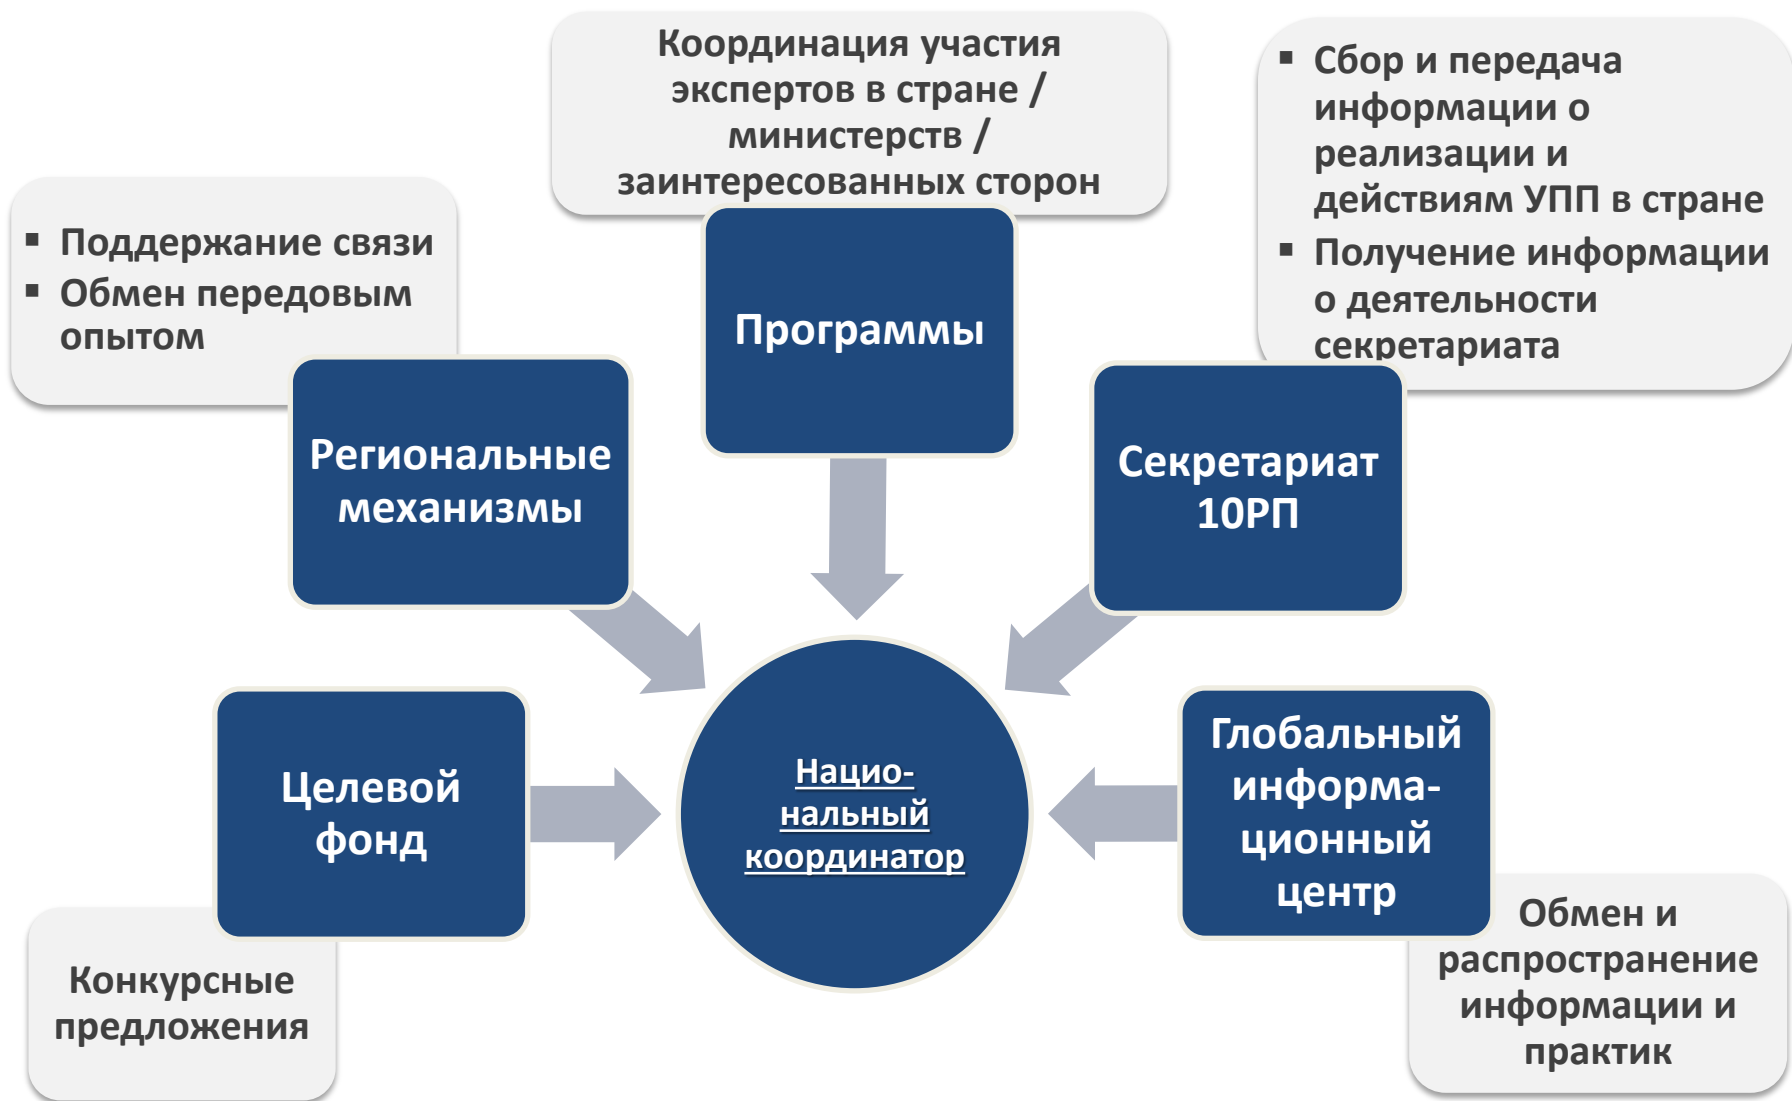 Координация участия
экспертов в стране /
министерств /
заинтересованных сторон
Программы
▪ Поддержание связи
▪ Обмен передовым
опытом
Региональные
механизмы
▪ Сбор и передача
информации о
реализации и
действиям УПП в стране
▪ Получение информации
о деятельности
секретариата
Секретариат
10РП
Целевой
фонд
Конкурсные
предложения
Нацио-
нальный
координатор
Глобальный
информа-
ционный
центр
Обмен и
распространение
информации и
практик